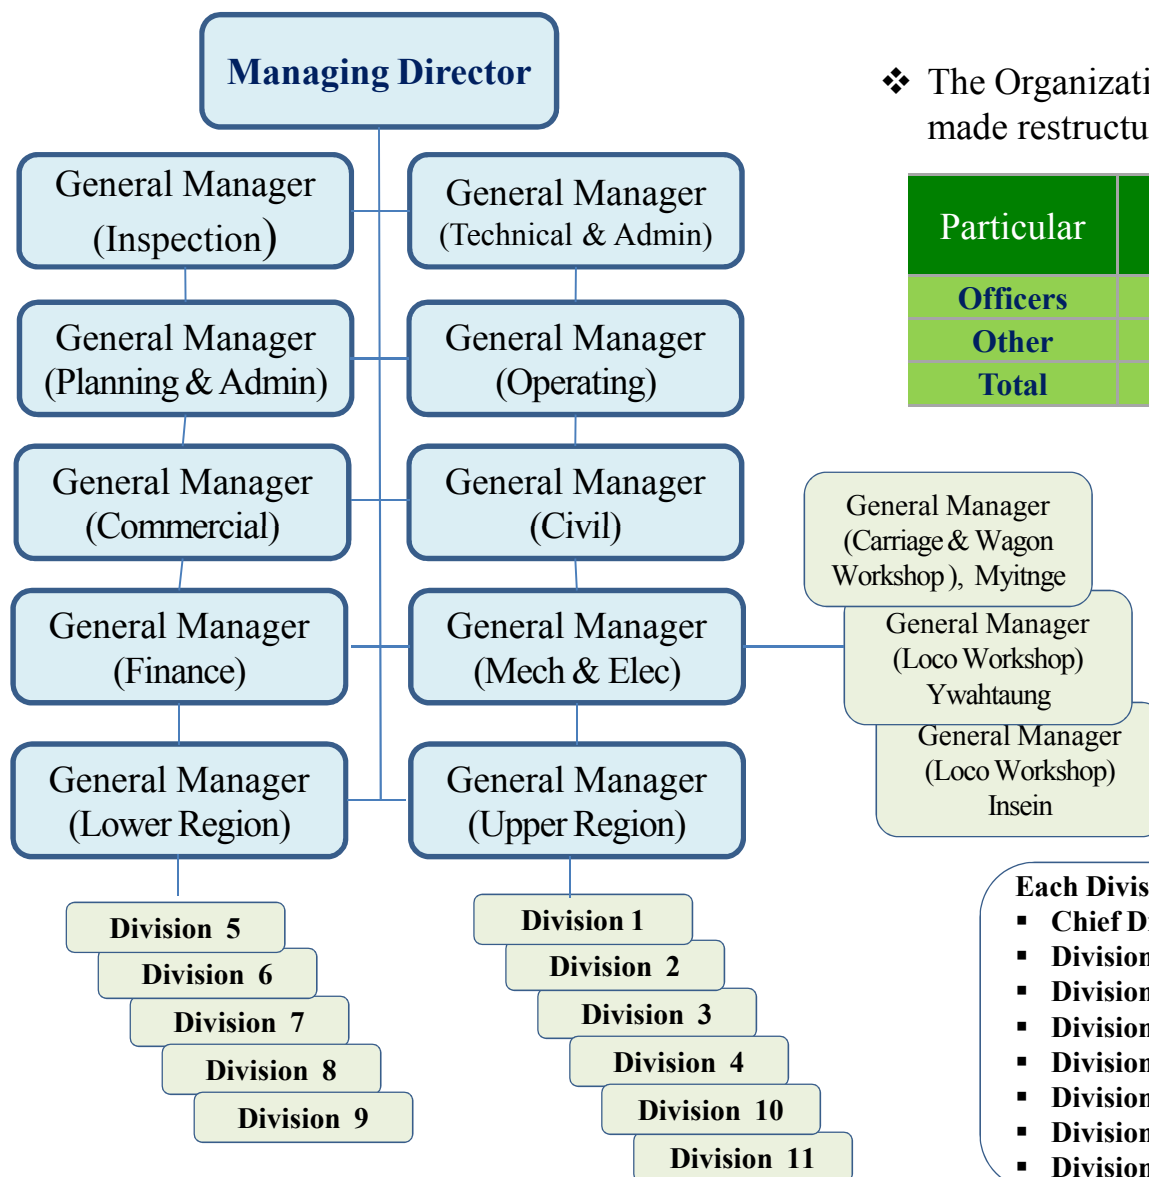 Managing Director
General Manager
(Inspection)
General Manager
(Technical & Admin)
General Manager
(Planning & Admin)
General Manager
(Operating)
General Manager
(Commercial)
General Manager
(Civil)
General Manager
(Finance)
General Manager
(Mech & Elec)
General Manager
(Lower Region)
General Manager
(Upper Region)
Division 5
Division 6
Division 7
Division 8
Division 9
Division 1
Division 2
Division 3
Division 4
Division 10
Division 11
❖ The Organizati
made restructu
Particular
Officers
Other
Total
General Manager
(Carriage & Wagon
Workshop ), Myitnge
General Manager
(Loco Workshop)
Ywahtaung
General Manager
(Loco Workshop)
Insein
Each Divis
▪ Chief Di
▪ Division
▪ Division
▪ Division
▪ Division
▪ Division
▪ Division
▪ Division